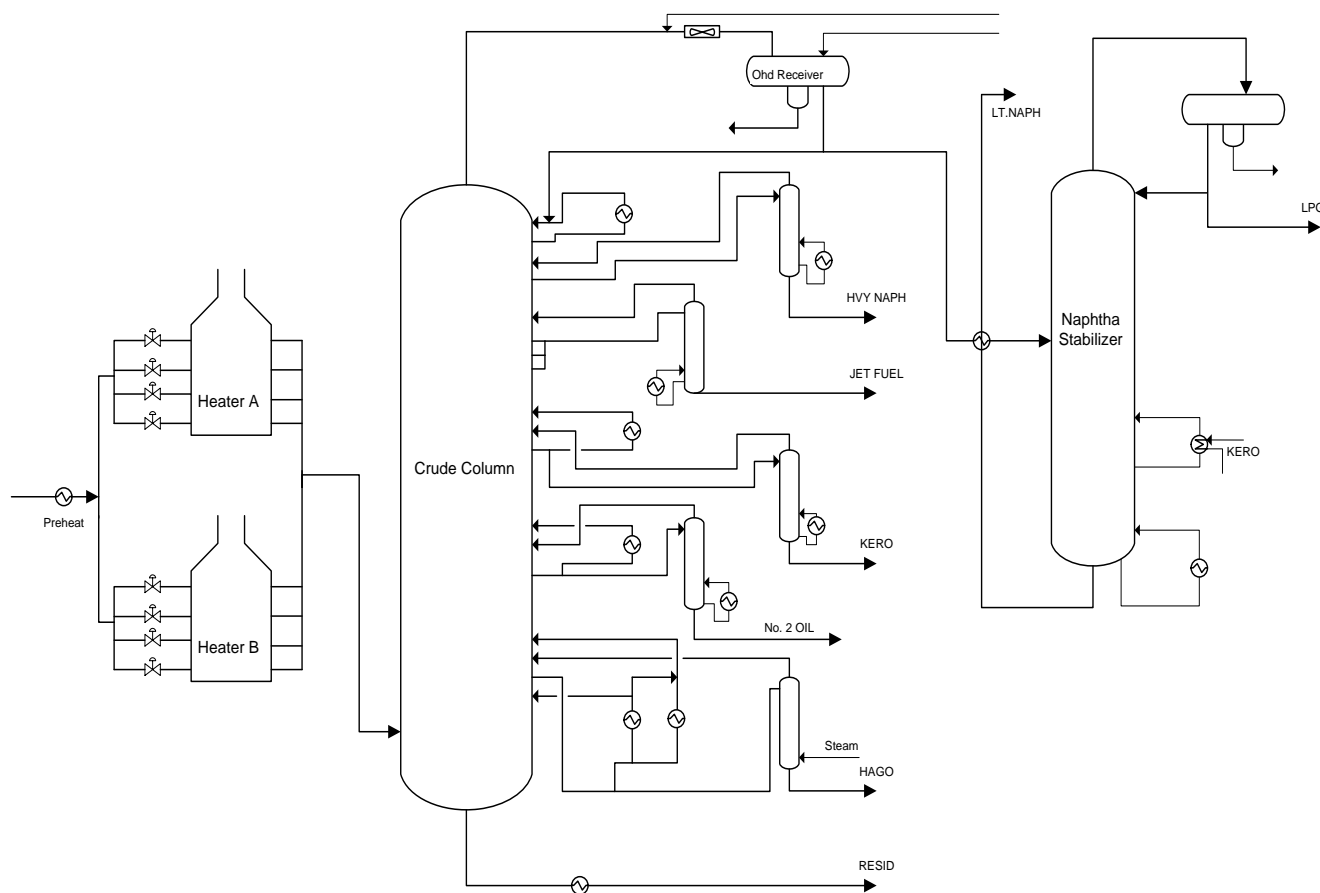 Ohd Receiver
LT.NAPH
LPG
HVY NAPH
Naphtha
Stabilizer
JET FUEL
Heater A
Crude Column
KERO
Preheat
KERO
No. 2 OIL
Heater B
Steam
HAGO
RESID